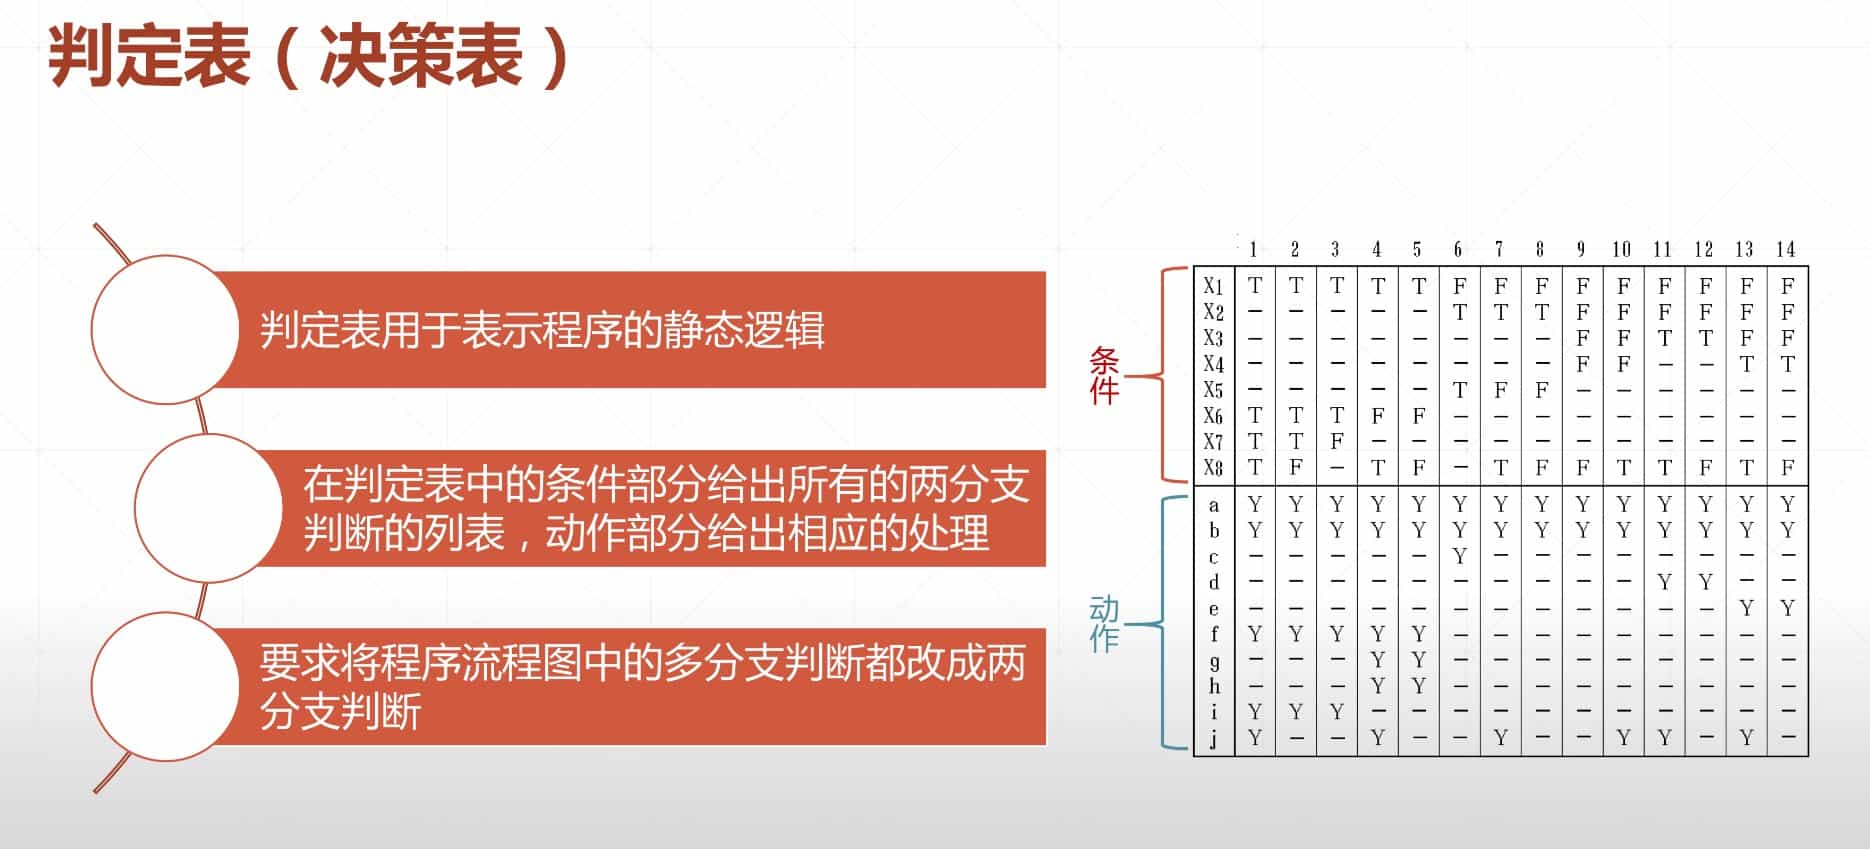 判定表（决策表）
判定表用于表示程序的静态逻辑
在判定表中的条件部分给出所有的两分支
判断的列表，动作部分给出相应的处理
要求将程序流程图中的多分支判断都改成两
分支判断
条件
动作
1 2 3 4 5 6 7 8 9 10 11 12 13 14
X1 T T T T T F F F F F F F F F
X2 – – – – – T T T F F F F F F
X3 – – – – – – – – F F T T F F
X4 – – – – – – – – F F – – T T
X5 – – – – – T F F – – – – – –
X6 T T T F F – – – – – – – – –
X7 T T F – – – – – – – – – – –
X8 T F – T F – T F F T T F T F
a Y Y Y Y Y Y Y Y Y Y Y Y Y Y
b Y Y Y Y Y Y Y Y Y Y Y Y Y Y
c – – – – – Y – – – – – – – –
d – – – – – – – – – – Y Y – –
e – – – – – – – – – – – – Y Y
f Y Y Y Y Y – – – – – – – – –
g – – – Y Y – – – – – – – – –
h – – – Y Y – – – – – – – – –
i Y Y Y – – – – – – – – – – –
j Y – – Y – – Y – – Y Y – Y –